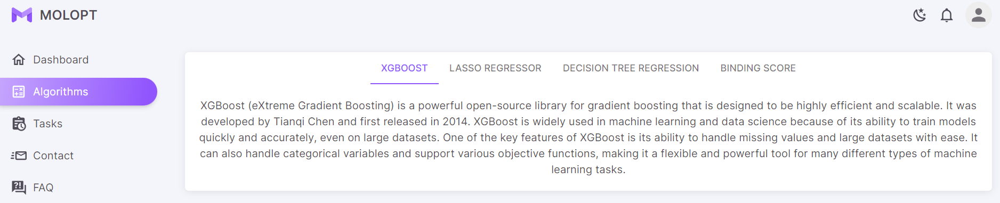 MOLOPT
Dashboard
Algorithms
Tasks
Contact
FAQ
XGBOOST LASSO REGRESSOR DECISION TREE REGRESSION BINDING SCORE
XGBoost (eXtreme Gradient Boosting) is a powerful open-source library for gradient boosting that is designed to be highly efficient and scalable. It was
developed by Tianqi Chen and first released in 2014. XGBoost is widely used in machine learning and data science because of its ability to train models
quickly and accurately, even on large datasets. One of the key features of XGBoost is its ability to handle missing values and large datasets with ease. It
can also handle categorical variables and support various objective functions, making it a flexible and powerful tool for many different types of machine
learning tasks.